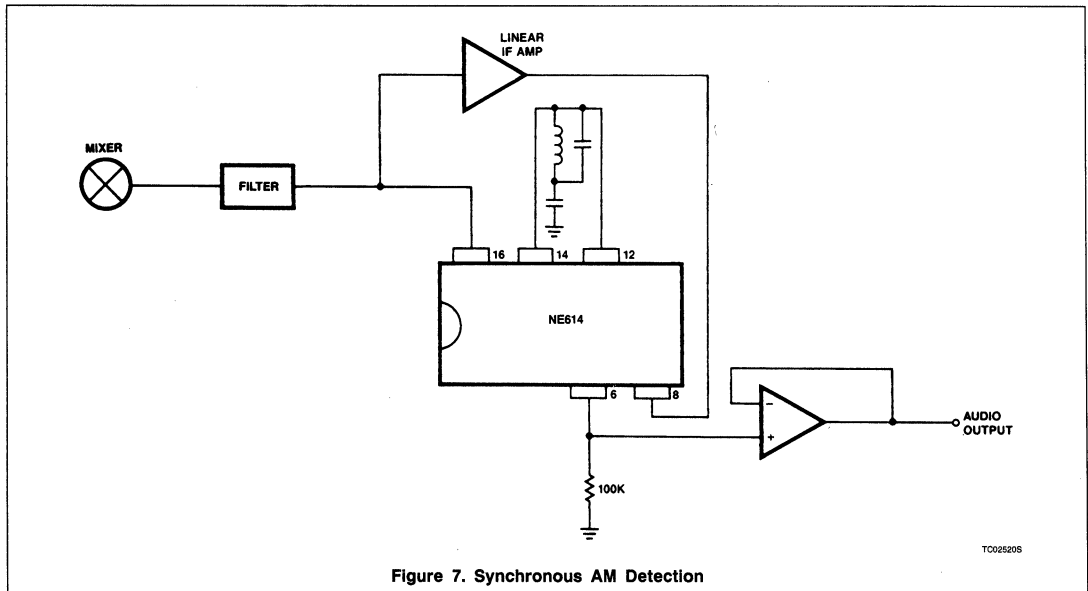 LINEAR
IF AMP
MIXER
FILTER
16
14
12
NE614
6
8
−
+
AUDIO
OUTPUT
100K
TC02520S
Figure 7. Synchronous AM Detection